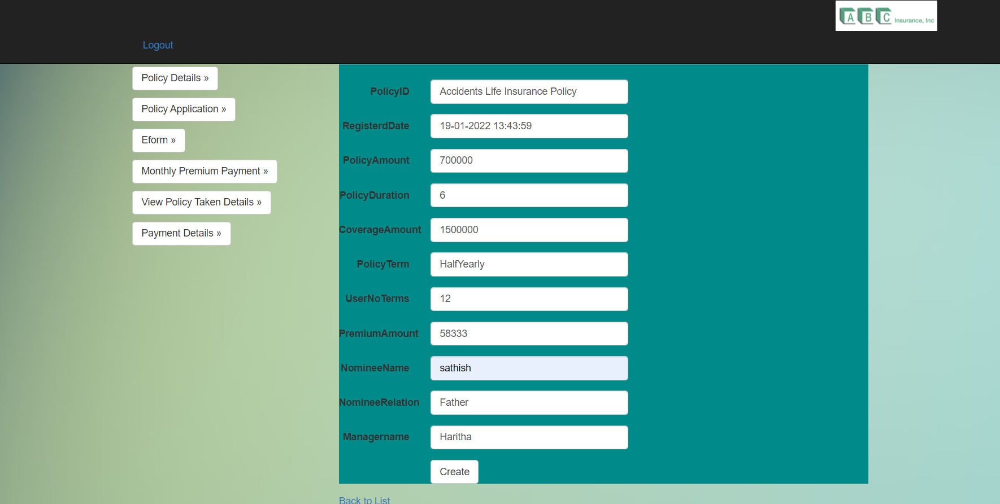 A B C Insurance, Inc
Logout
Policy Details »
Policy Application »
Eform »
Monthly Premium Payment »
View Policy Taken Details »
Payment Details »
PolicyID Accidents Life Insurance Policy
RegisterdDate 19-01-2022 13:43:59
PolicyAmount 700000
PolicyDuration 6
CoverageAmount 1500000
PolicyTerm HalfYearly
UserNoTerms 12
PremiumAmount 58333
NomineeName sathish
NomineeRelation Father
Managername Haritha
Create
Back to List